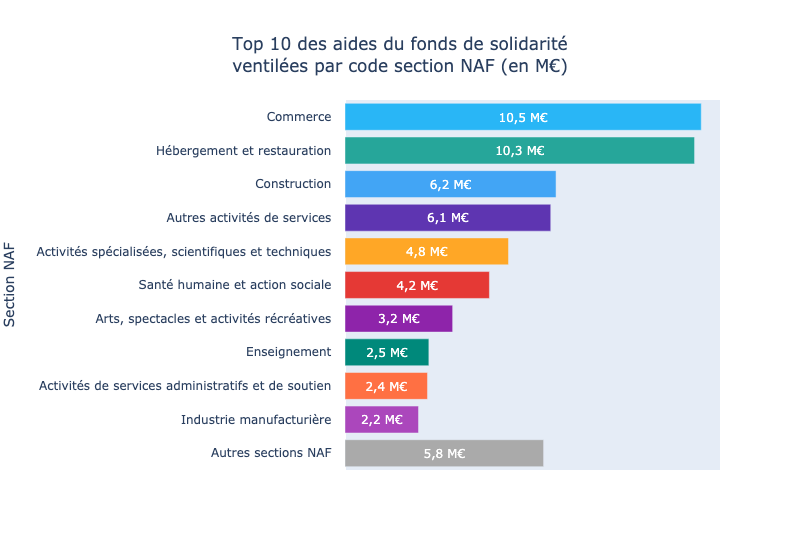 Top 10 des aides du fonds de solidarité
ventilées par code section NAF (en M€)
Section NAF
Commerce 10,5 M€
Hébergement et restauration 10,3 M€
Construction 6,2 M€
Autres activités de services 6,1 M€
Activités spécialisées, scientifiques et techniques 4,8 M€
Santé humaine et action sociale 4,2 M€
Arts, spectacles et activités récréatives 3,2 M€
Enseignement 2,5 M€
Activités de services administratifs et de soutien 2,4 M€
Industrie manufacturière 2,2 M€
Autres sections NAF 5,8 M€